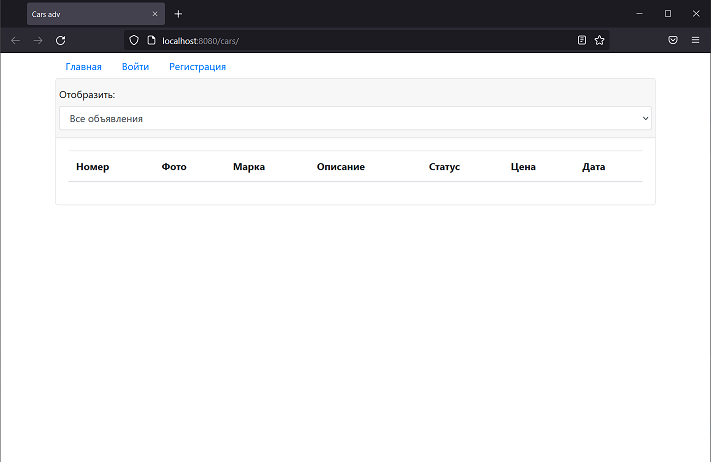 Cars adv
localhost:8080/cars/
Главная Войти Регистрация
Отобразить:
Все объявления
Номер Фото Марка Описание Статус Цена Дата